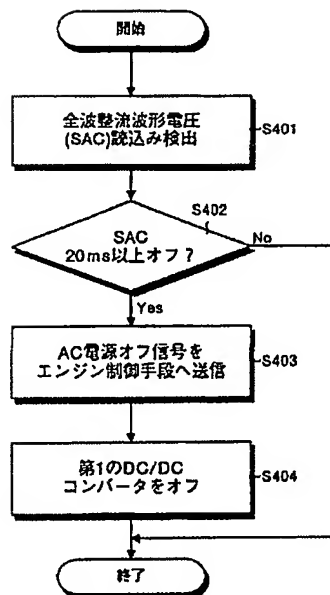 開始
全波整流波形電圧
(SAC)読込み検出
S401
S402
SAC
20ms以上オフ?
No
Yes
AC電源オフ信号を
エンジン制御手段へ送信
S403
第1のDC/DC
コンバータをオフ
S404
終了